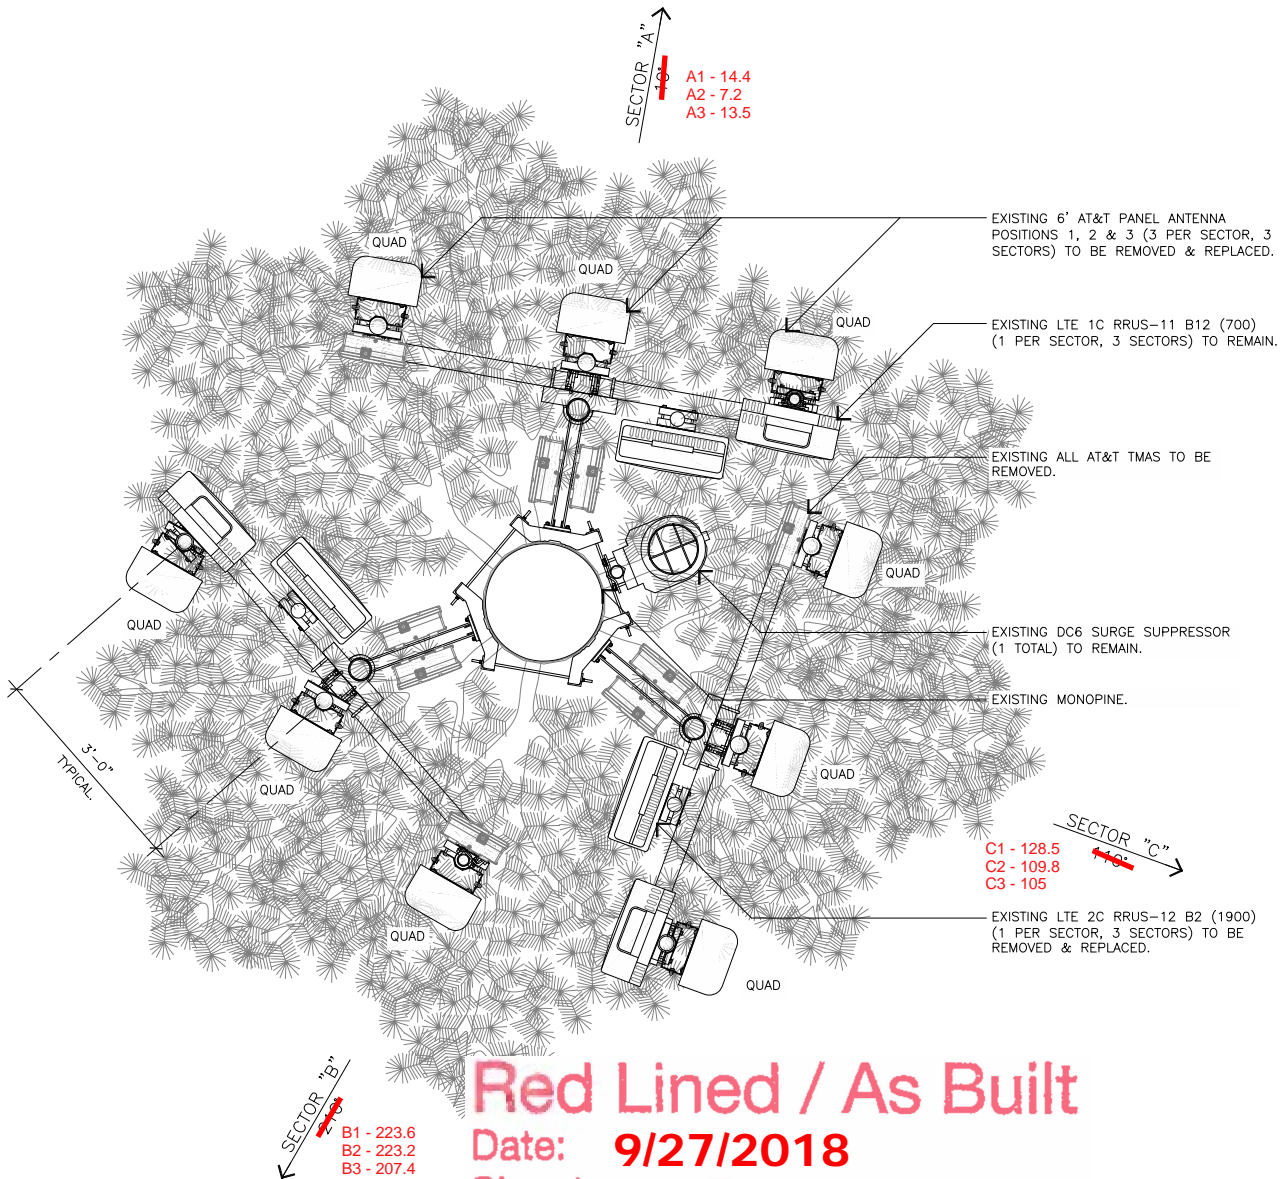 SECTOR "A"
10°
A1 - 14.4
A2 - 7.2
A3 - 13.5
EXISTING 6' AT&T PANEL ANTENNA
POSITIONS 1, 2 & 3 (3 PER SECTOR, 3
SECTORS) TO BE REMOVED & REPLACED.
QUAD
QUAD
QUAD
EXISTING LTE 1C RRUS-11 B12 (700)
(1 PER SECTOR, 3 SECTORS) TO REMAIN.
EXISTING ALL AT&T TMAS TO BE
REMOVED.
QUAD
QUAD
EXISTING DC6 SURGE SUPPRESSOR
(1 TOTAL) TO REMAIN.
EXISTING MONOPINE.
3'-0"
TYPICAL.
QUAD
QUAD
SECTOR "C"
110°
C1 - 128.5
C2 - 109.8
C3 - 105
EXISTING LTE 2C RRUS-12 B2 (1900)
(1 PER SECTOR, 3 SECTORS) TO BE
REMOVED & REPLACED.
QUAD
QUAD
SECTOR "B"
B1 - 223.6
B2 - 223.2
B3 - 207.4
Red Lined / As Built
Date: 9/27/2018